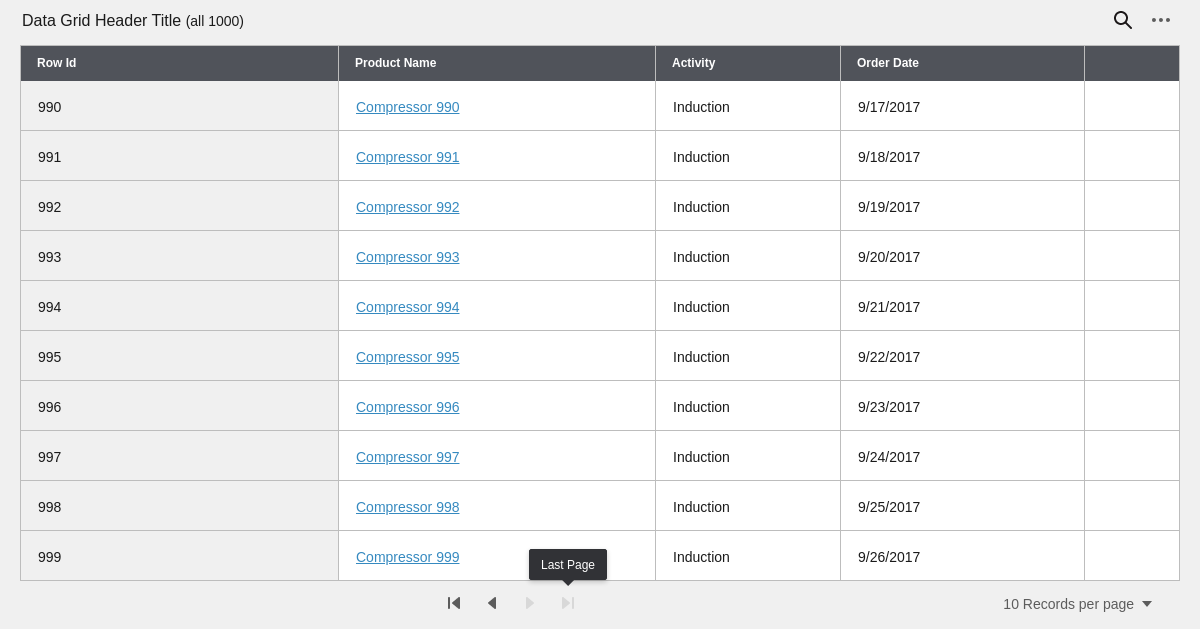 Data Grid Header Title (all 1000)
Row Id Product Name Activity Order Date
990 Compressor 990 Induction 9/17/2017
991 Compressor 991 Induction 9/18/2017
992 Compressor 992 Induction 9/19/2017
993 Compressor 993 Induction 9/20/2017
994 Compressor 994 Induction 9/21/2017
995 Compressor 995 Induction 9/22/2017
996 Compressor 996 Induction 9/23/2017
997 Compressor 997 Induction 9/24/2017
998 Compressor 998 Induction 9/25/2017
999 Compressor 999 Induction 9/26/2017
Last Page
10 Records per page